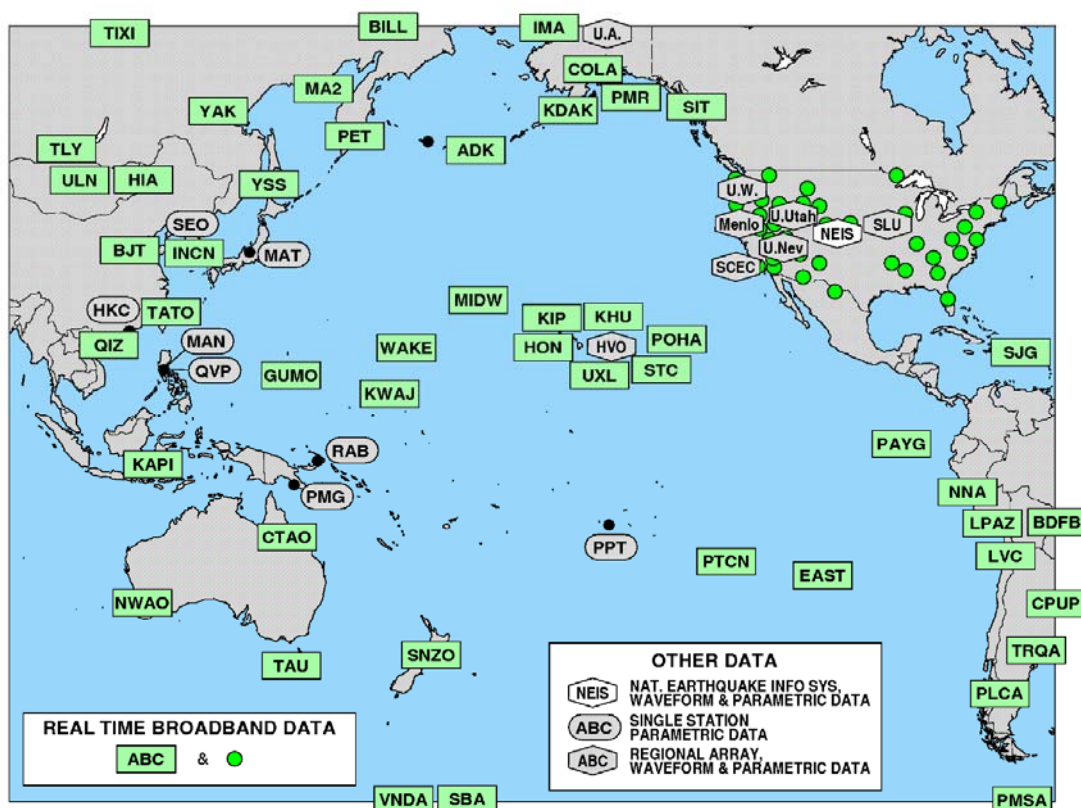 TIXI
BILL
IMA
U.A.
COLA
MA2
PMR
YAK
KDAK
SIT
PET
TLY
ADK
ULN
HIA
YSS
U.W.
SEO
Menlo
U.Utah
SLU
NEIS
BJT
INCN
MAT
U.Nev
SCEC
MIDW
HKC
TATO
KIP
KHU
QIZ
MAN
WAKE
HON
HVO
POHA
SJG
QVP
GUMO
UXL
STC
KWAJ
PAYG
RAB
KAPI
PMG
NNA
LPAZ
BDFB
CTAO
PPT
LVC
PTCN
EAST
NWAO
CPUP
SNZO
TAU
TRQA
PLCA
OTHER DATA
NEIS NAT. EARTHQUAKE INFO SYS,
WAVEFORM & PARAMETRIC DATA
ABC SINGLE STATION
PARAMETRIC DATA
ABC REGIONAL ARRAY,
WAVEFORM & PARAMETRIC DATA
REAL TIME BROADBAND DATA
ABC &
VNDA
SBA
PMSA